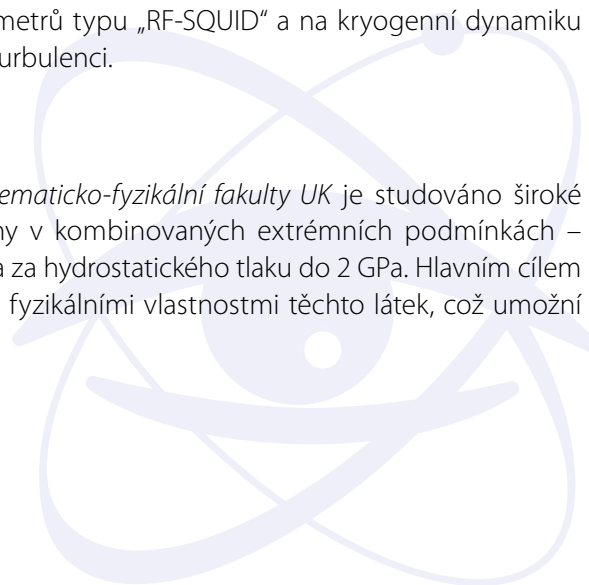 metrů typu „RF-SQUID“ a na kryogenní dynamiku
urbulenci.
ematicko-fyzikální fakulty UK je studováno široké
ny v kombinovaných extrémních podmínkách –
a za hydrostatického tlaku do 2 GPa. Hlavním cílem
fyzikálními vlastnostmi těchto látek, což umožní